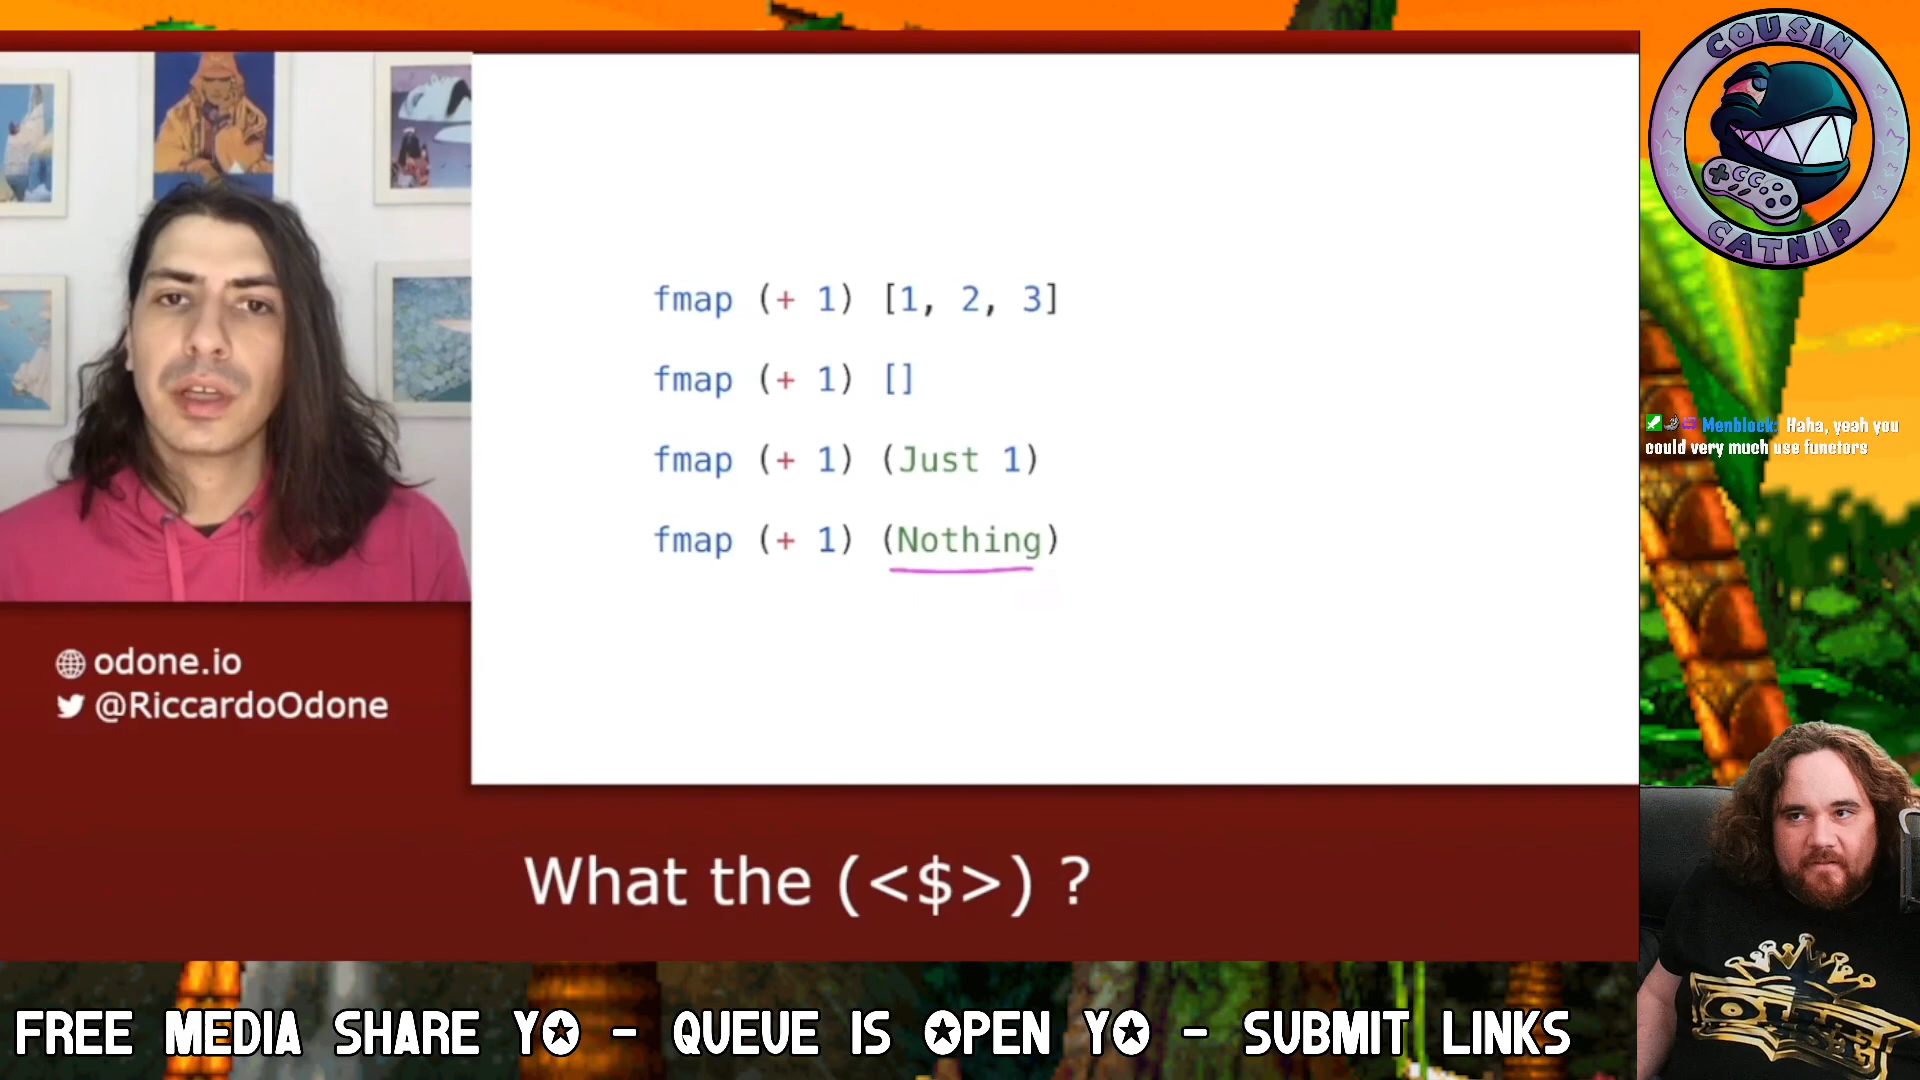 COUSIN
CATNIP
CC
fmap (+ 1) [1, 2, 3]
fmap (+ 1) []
fmap (+ 1) (Just 1)
fmap (+ 1) (Nothing)
Menblock: Haha, yeah you
could very much use functors
odone.io
@RiccardoOdone
What the (<$>) ?
FREE MEDIA SHARE YO - QUEUE IS OPEN YO - SUBMIT LINKS